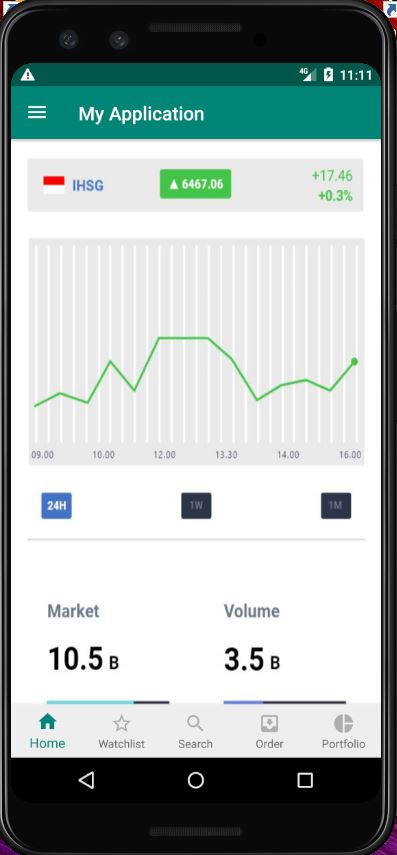 4G 11:11
My Application
IHSG ▲ 6467.06 +17.46
+0.3%
09.00 10.00 12.00 13.30 14.00 16.00
24H 1W 1M
Market Volume
10.5 B 3.5 B
Home Watchlist Search Order Portfolio